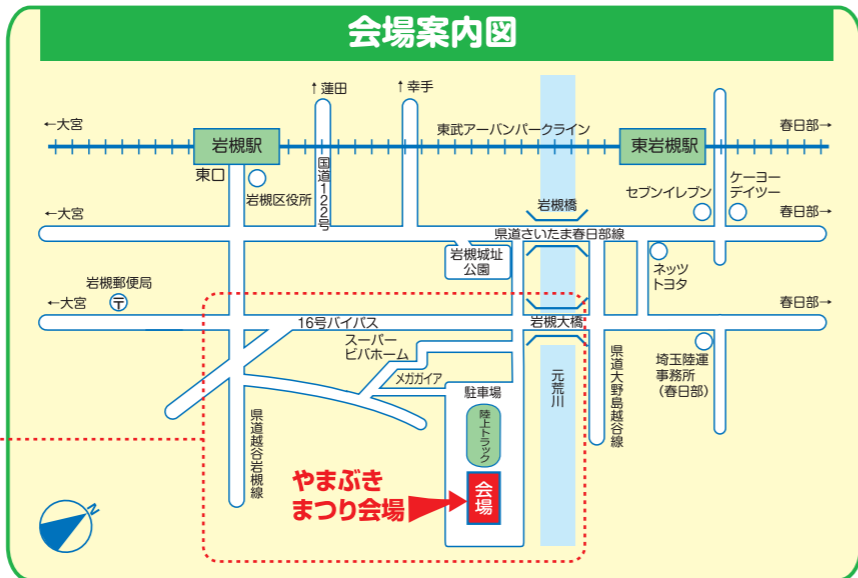 会場案内図
↑蓮田
↑幸手
←大宮
岩槻駅
東武アーバンパークライン
東岩槻駅
春日部→
東口
岩槻区役所
国道122号
セブンイレブン
ケーヨー
デイツー
←大宮
岩槻橋
県道さいたま春日部線
春日部→
岩槻城址
公園
ネッツ
トヨタ
岩槻郵便局
〒
←大宮
16号バイパス
岩槻大橋
春日部→
スーパー
ビバホーム
メガガイア
駐車場
元荒川
県道大野島越谷線
埼玉陸運
事務所
（春日部）
県道越谷岩槻線
陸上トラック
やまぶき
まつり会場
会場
N